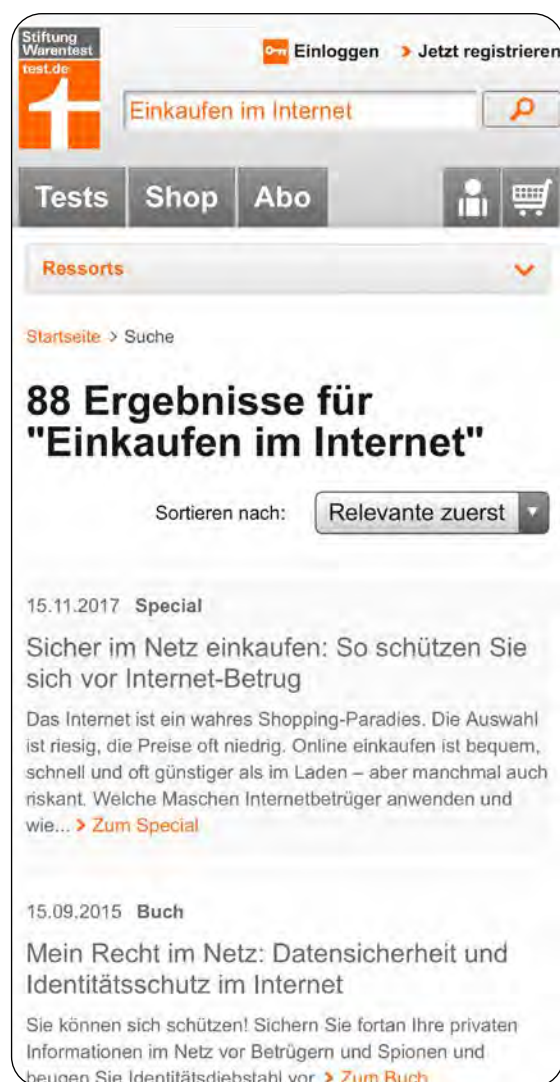 Stiftung
Warentest
test.de
Einloggen > Jetzt registrieren
Einkaufen im Internet
Tests Shop Abo
Ressorts
Startseite > Suche
88 Ergebnisse für
"Einkaufen im Internet"
Sortieren nach: Relevante zuerst
15.11.2017 Special
Sicher im Netz einkaufen: So schützen Sie
sich vor Internet-Betrug
Das Internet ist ein wahres Shopping-Paradies. Die Auswahl
ist riesig, die Preise oft niedrig. Online einkaufen ist bequem,
schnell und oft günstiger als im Laden – aber manchmal auch
riskant. Welche Maschen Internetbetrüger anwenden und
wie... > Zum Special
15.09.2015 Buch
Mein Recht im Netz: Datensicherheit und
Identitätsschutz im Internet
Sie können sich schützen! Sichern Sie fortan Ihre privaten
Informationen im Netz vor Betrügern und Spionen und
beugen Sie Identitätsdiebstahl vor. > Zum Buch